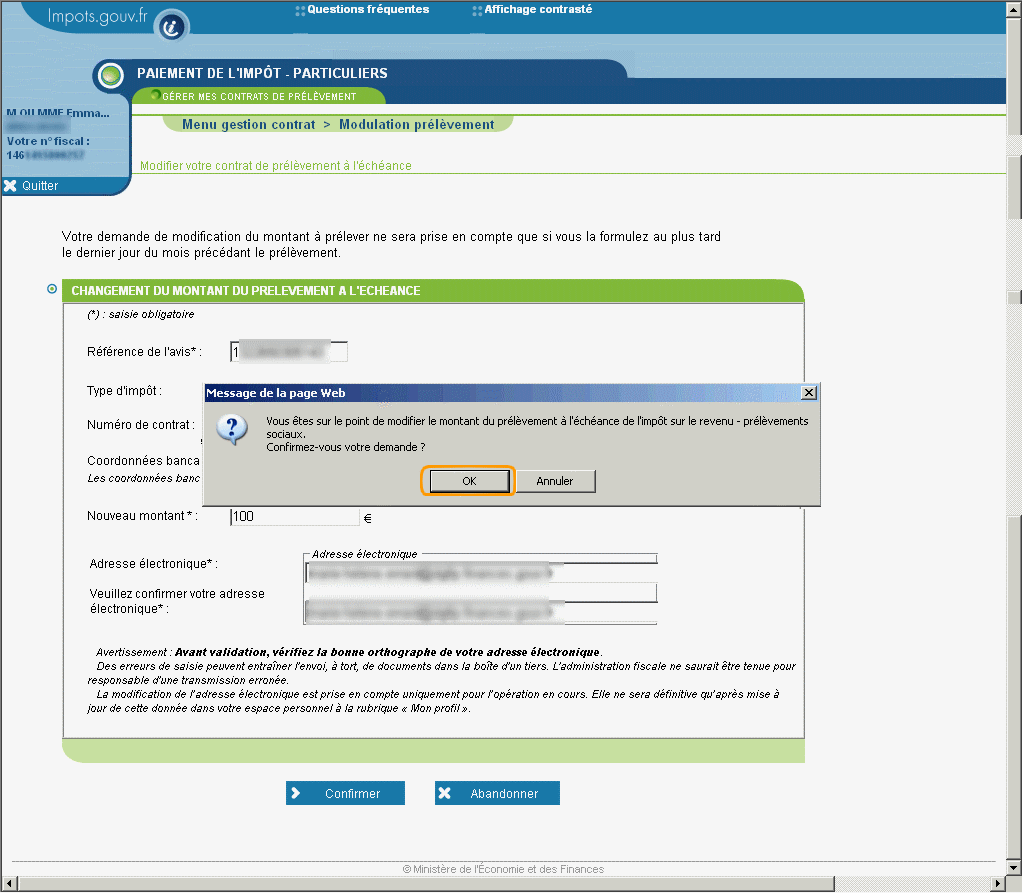 Impots.gouv.fr
Questions fréquentes
Affichage contrasté
PAIEMENT DE L'IMPÔT - PARTICULIERS
GÉRER MES CONTRATS DE PRÉLÈVEMENT
M OU MME Emma...
Menu gestion contrat > Modulation prélèvement
Votre n° fiscal :
146
Modifier votre contrat de prélèvement à l'échéance
Quitter
Votre demande de modification du montant à prélever ne sera prise en compte que si vous la formulez au plus tard
le dernier jour du mois précédant le prélèvement.
CHANGEMENT DU MONTANT DU PRELEVEMENT A L'ECHEANCE
(*) : saisie obligatoire
Référence de l'avis* :
1
Type d'impôt :
Message de la page Web
Numéro de contrat :
Vous êtes sur le point de modifier le montant du prélèvement à l'échéance de l'impôt sur le revenu - prélèvements
sociaux.
Confirmez-vous votre demande ?
Coordonnées banca
Les coordonnées banc
OK
Annuler
Nouveau montant * :
100 €
Adresse électronique
Adresse électronique* :
Veuillez confirmer votre adresse
électronique* :
Avertissement : Avant validation, vérifiez la bonne orthographe de votre adresse électronique.
Des erreurs de saisie peuvent entraîner l'envoi, à tort, de documents dans la boîte d'un tiers. L'administration fiscale ne saurait être tenue pour
responsable d'une transmission erronée.
La modification de l'adresse électronique est prise en compte uniquement pour l'opération en cours. Elle ne sera définitive qu'après mise à
jour de cette donnée dans votre espace personnel à la rubrique « Mon profil ».
Confirmer
Abandonner
© Ministère de l'Économie et des Finances